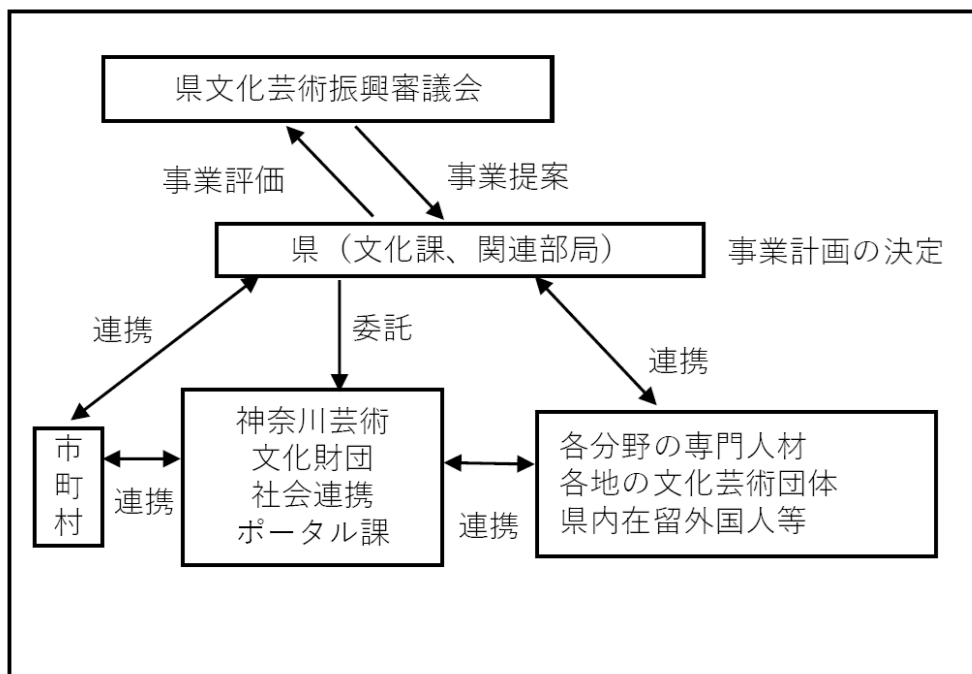 県文化芸術振興審議会
事業評価
事業提案
県（文化課、関連部局）
事業計画の決定
連携
委託
連携
市町村
連携
神奈川芸術
文化財団
社会連携
ポータル課
連携
各分野の専門人材
各地の文化芸術団体
県内在留外国人等